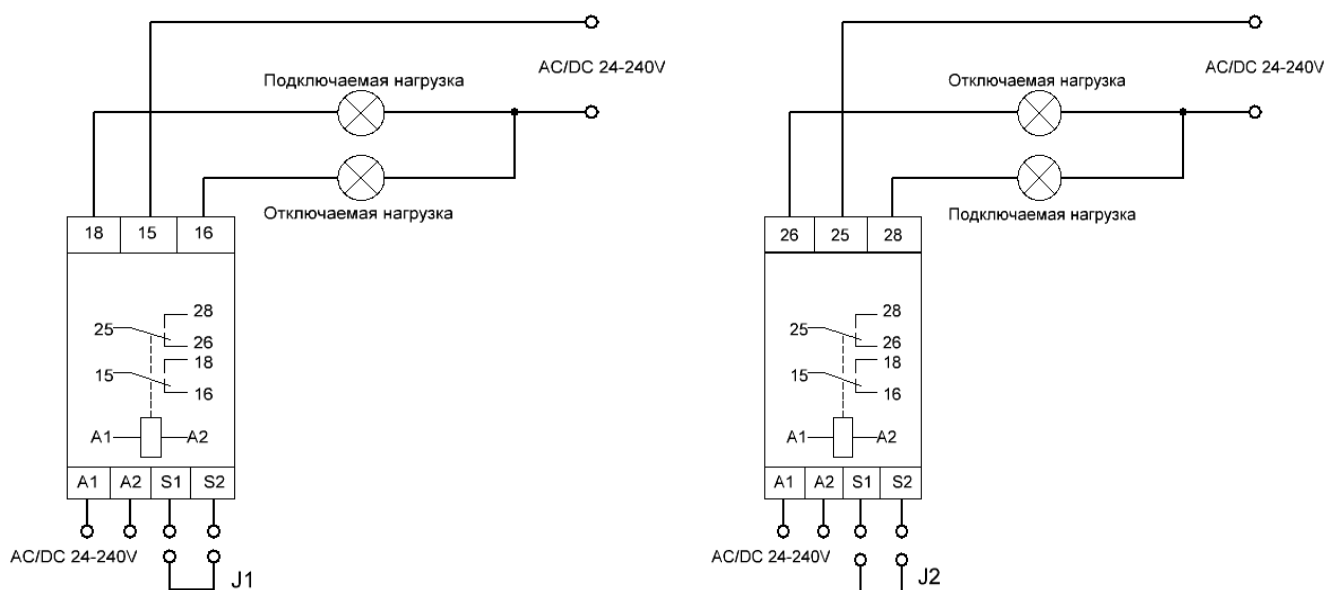 AC/DC 24-240V
Подключаемая нагрузка
Отключаемая нагрузка
18 15 16
28
25
26
18
15
16
A1 A2
A1 A2 S1 S2
AC/DC 24-240V
J1
AC/DC 24-240V
Отключаемая нагрузка
Подключаемая нагрузка
26 25 28
28
25
26
18
15
16
A1 A2
A1 A2 S1 S2
AC/DC 24-240V
J2